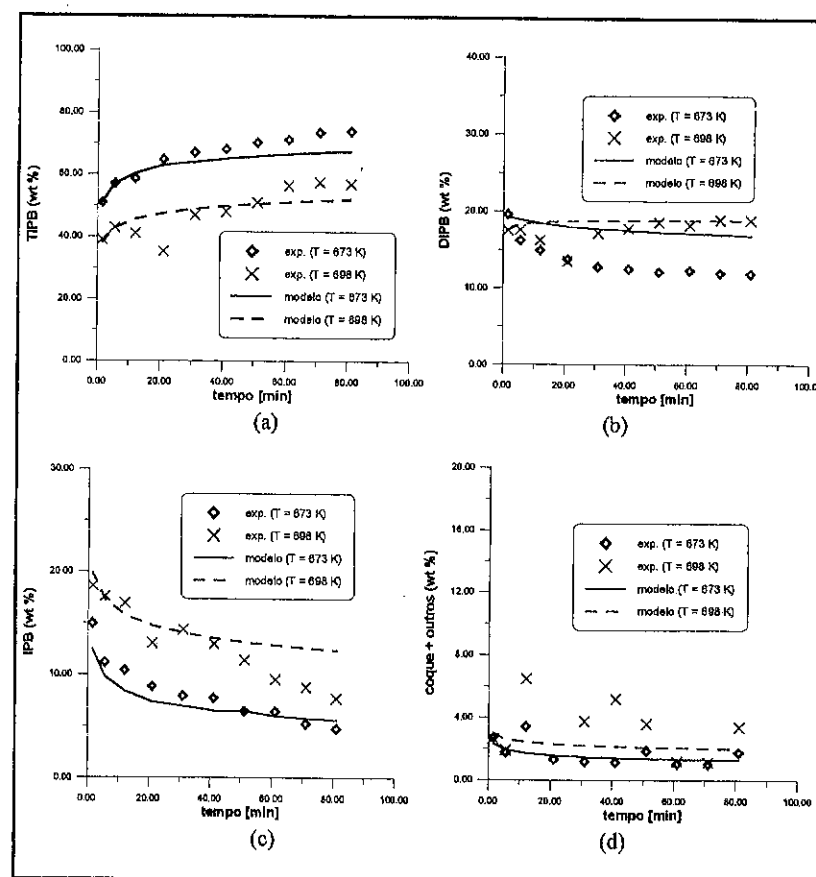 100.00
80.00
60.00
40.00
20.00
0.00
TIPB (wt %)
exp. (T = 673 K)
exp. (T = 698 K)
modelo (T = 673 K)
modelo (T = 698 K)
0.00 20.00 40.00 60.00 80.00 100.00
tempo [min]
(a)
40.00
30.00
20.00
10.00
0.00
DIPB (wt %)
exp. (T = 673 K)
exp. (T = 698 K)
modelo (T = 673 K)
modelo (T = 698 K)
0.00 20.00 40.00 60.00 80.00 100.00
tempo [min]
(b)
30.00
20.00
10.00
0.00
IPB (wt %)
exp. (T = 673 K)
exp. (T = 698 K)
modelo (T = 673 K)
modelo (T = 698 K)
0.00 20.00 40.00 60.00 80.00 100.00
tempo [min]
(c)
20.00
16.00
12.00
8.00
4.00
0.00
coque + outros (wt %)
exp. (T = 673 K)
exp. (T = 698 K)
modelo (T = 673 K)
modelo (T = 698 K)
0.00 20.00 40.00 60.00 80.00 100.00
tempo [min]
(d)